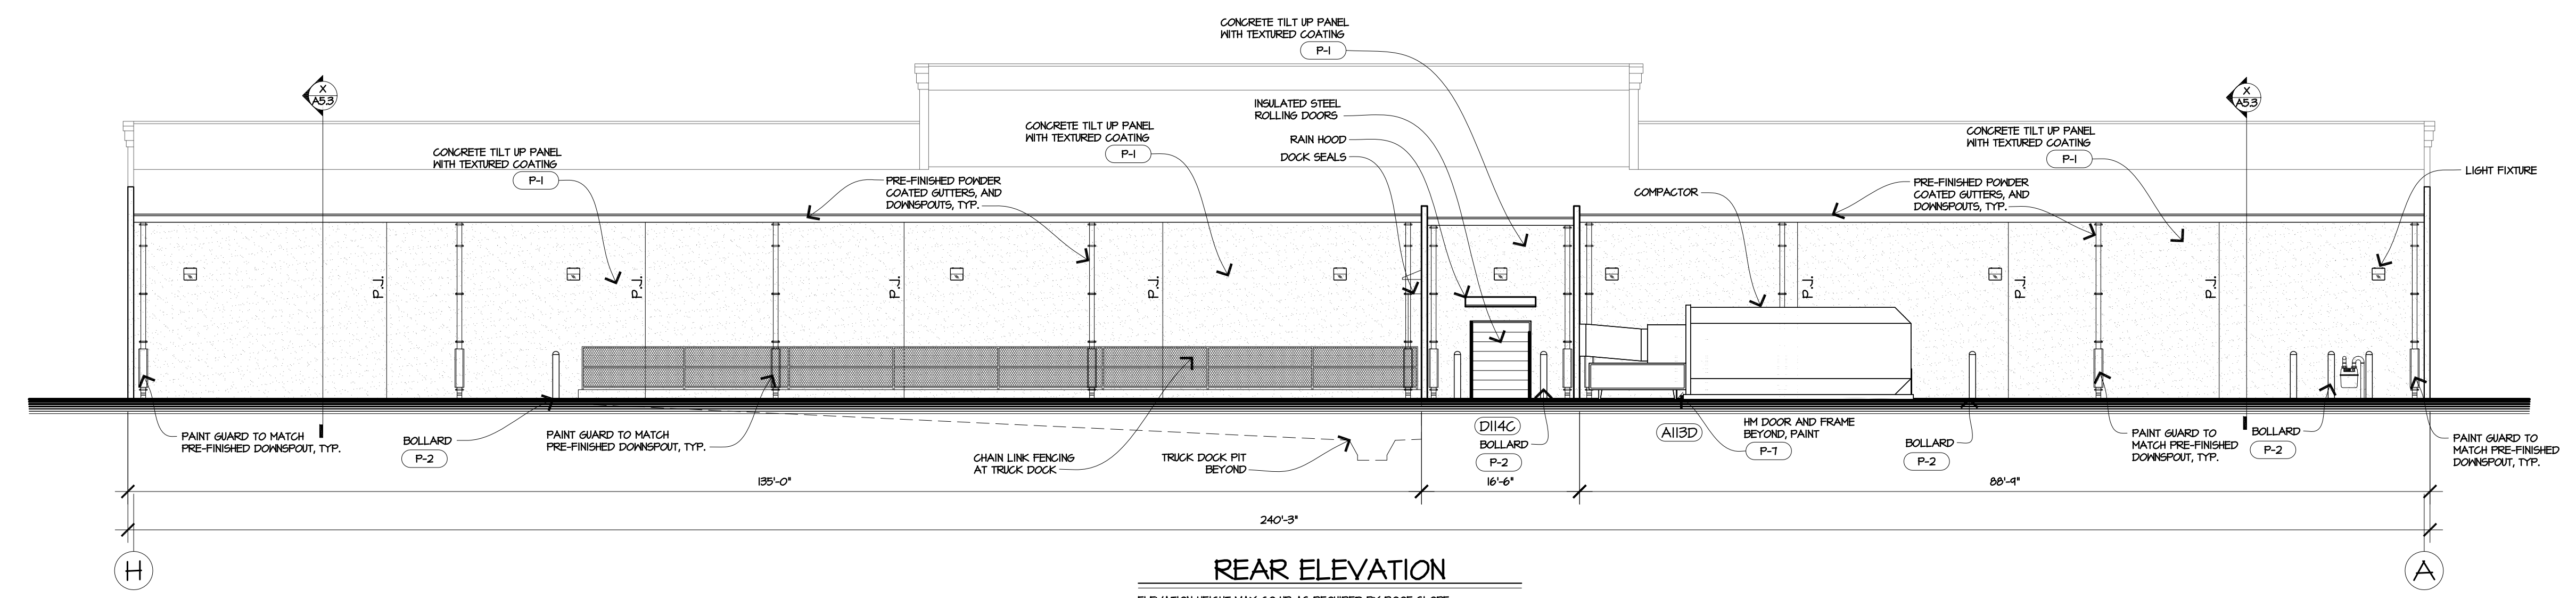 CONCRETE TILT UP PANEL
WITH TEXTURED COATING
P-1
X
A5.3
X
A5.3
INSULATED STEEL
ROLLING DOORS
RAIN HOOD
DOCK SEALS
CONCRETE TILT UP PANEL
WITH TEXTURED COATING
P-1
CONCRETE TILT UP PANEL
WITH TEXTURED COATING
P-1
CONCRETE TILT UP PANEL
WITH TEXTURED COATING
P-1
PRE-FINISHED POWDER
COATED GUTTERS, AND
DOWNSPOUTS, TYP.
COMPACTOR
PRE-FINISHED POWDER
COATED GUTTERS, AND
DOWNSPOUTS, TYP.
LIGHT FIXTURE
P.J.
P.J.
P.J.
P.J.
P.J.
P.J.
P.J.
PAINT GUARD TO MATCH
PRE-FINISHED DOWNSPOUT, TYP.
BOLLARD
P-2
PAINT GUARD TO MATCH
PRE-FINISHED DOWNSPOUT, TYP.
CHAIN LINK FENCING
AT TRUCK DOCK
TRUCK DOCK PIT
BEYOND
D114C
BOLLARD
P-2
A113D
HM DOOR AND FRAME
BEYOND, PAINT
P-7
BOLLARD
P-2
PAINT GUARD TO
MATCH PRE-FINISHED
DOWNSPOUT, TYP.
BOLLARD
P-2
PAINT GUARD TO
MATCH PRE-FINISHED
DOWNSPOUT, TYP.
135'-0"
16'-6"
88'-9"
240'-3"
H
A
REAR ELEVATION